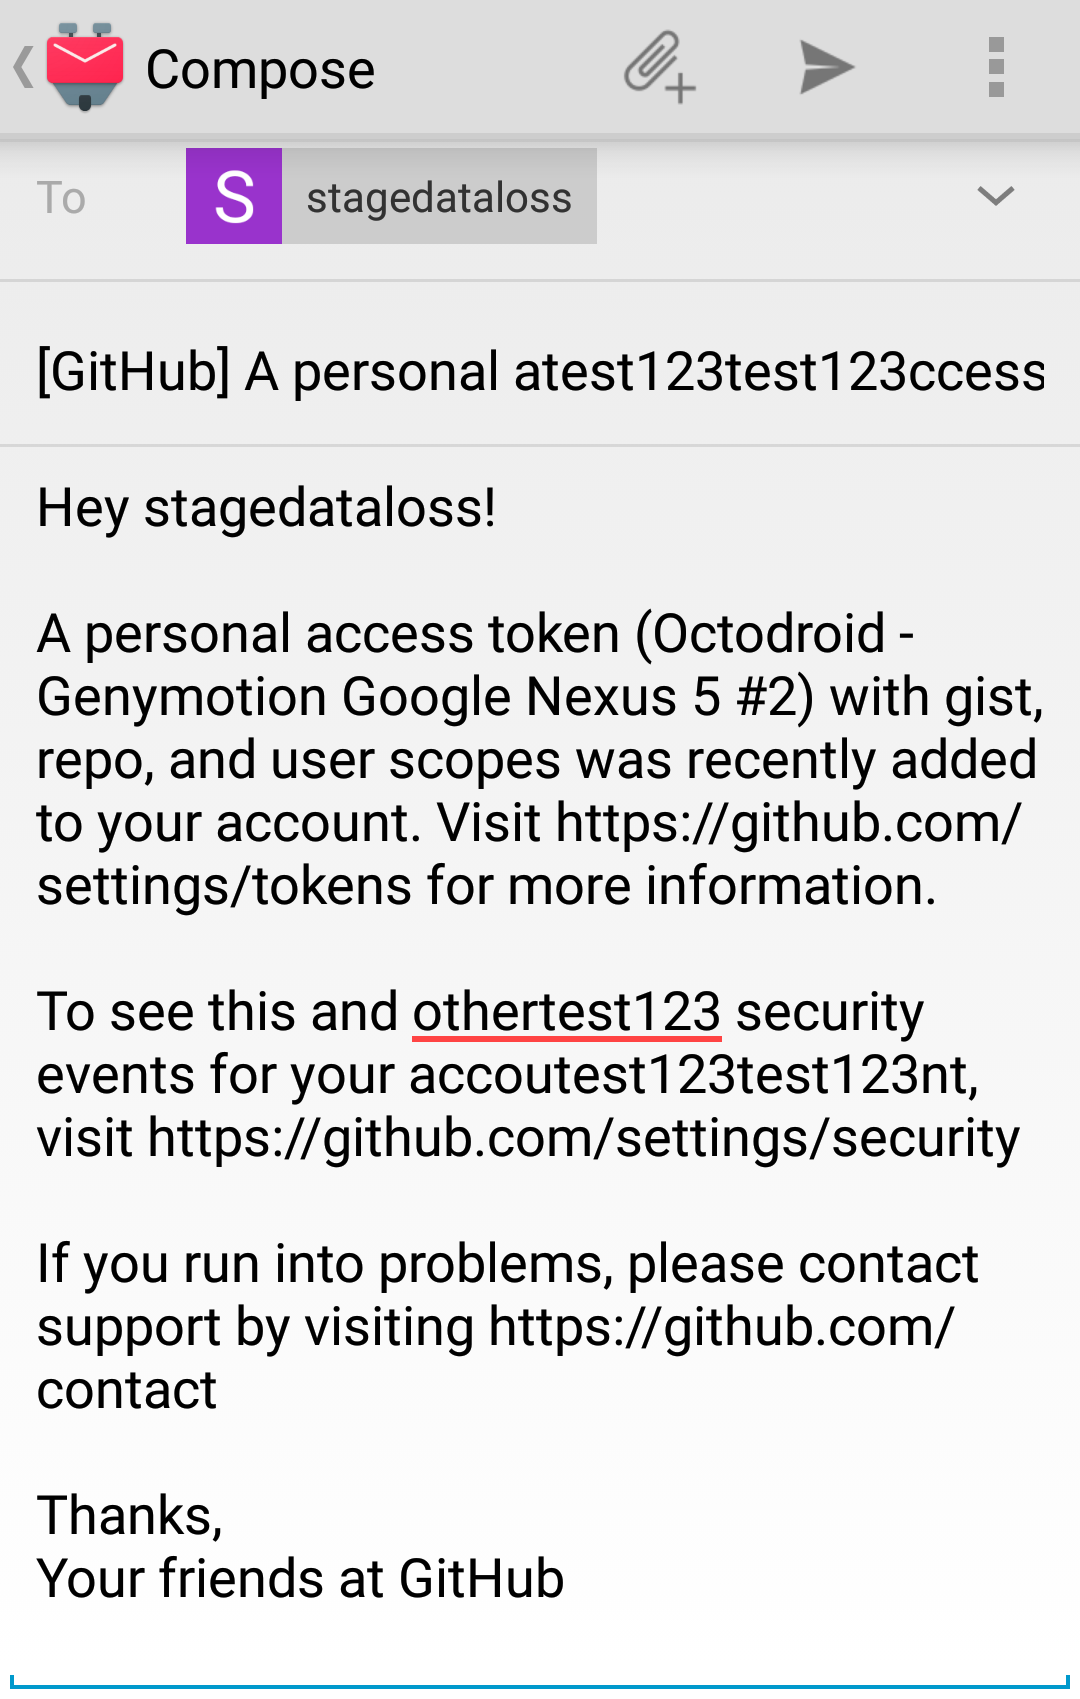 Compose
To
S stagedataloss
[GitHub] A personal atest123test123ccess
Hey stagedataloss!
A personal access token (Octodroid -
Genymotion Google Nexus 5 #2) with gist,
repo, and user scopes was recently added
to your account. Visit https://github.com/
settings/tokens for more information.
To see this and othertest123 security
events for your accoutest123test123nt,
visit https://github.com/settings/security
If you run into problems, please contact
support by visiting https://github.com/
contact
Thanks,
Your friends at GitHub